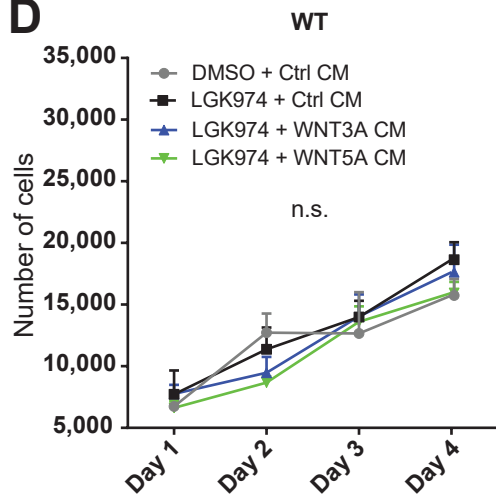 D
WT
35,000
30,000
25,000
20,000
15,000
10,000
5,000
Number of cells
DMSO + Ctrl CM
LGK974 + Ctrl CM
LGK974 + WNT3A CM
LGK974 + WNT5A CM
n.s.
Day 1
Day 2
Day 3
Day 4